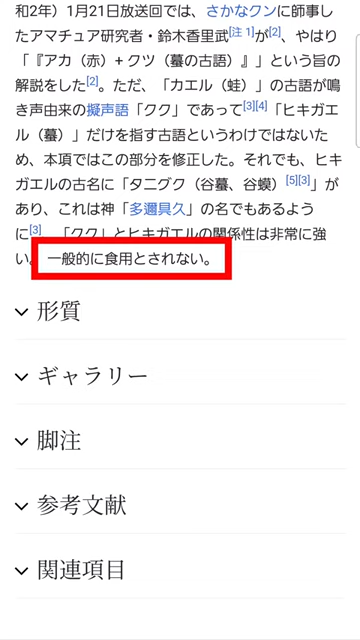 和2年）1月21日放送回では、さかなクンに師事し
たアマチュア研究者・鈴木香里武[注 1]が[2]、やはり
「『アカ（赤）+ クツ（蟇の古語）』」という旨の
解説をした[2]。ただ、「カエル（蛙）」の古語が鳴
き声由来の擬声語「クク」であって[3][4]「ヒキガ
エル（蟇）」だけを指す古語というわけではないた
め、本項ではこの部分を修正した。それでも、ヒキ
ガエルの古名に「タニグク（谷蟇、谷蟆）[5][3]」が
あり、これは神「多邇具久」の名でもあるよう
に[3]、「クク」とヒキガエルの関係性は非常に強
い。一般的に食用とされない。
形質
ギャラリー
脚注
参考文献
関連項目